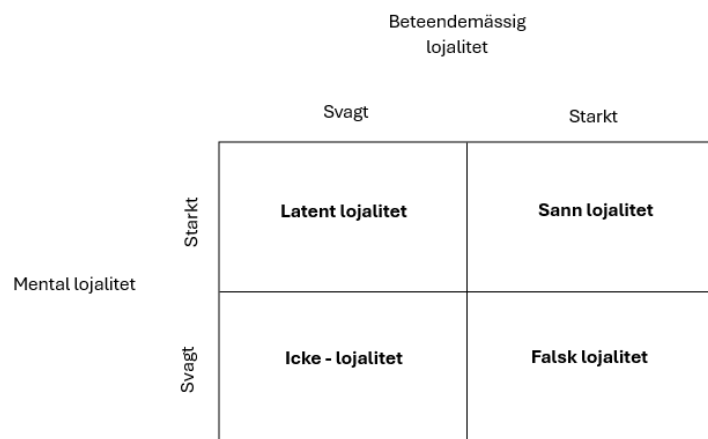 Beteendemässig
lojalitet
Svagt
Starkt
Starkt
Latent lojalitet
Sann lojalitet
Mental lojalitet
Svagt
Icke - lojalitet
Falsk lojalitet